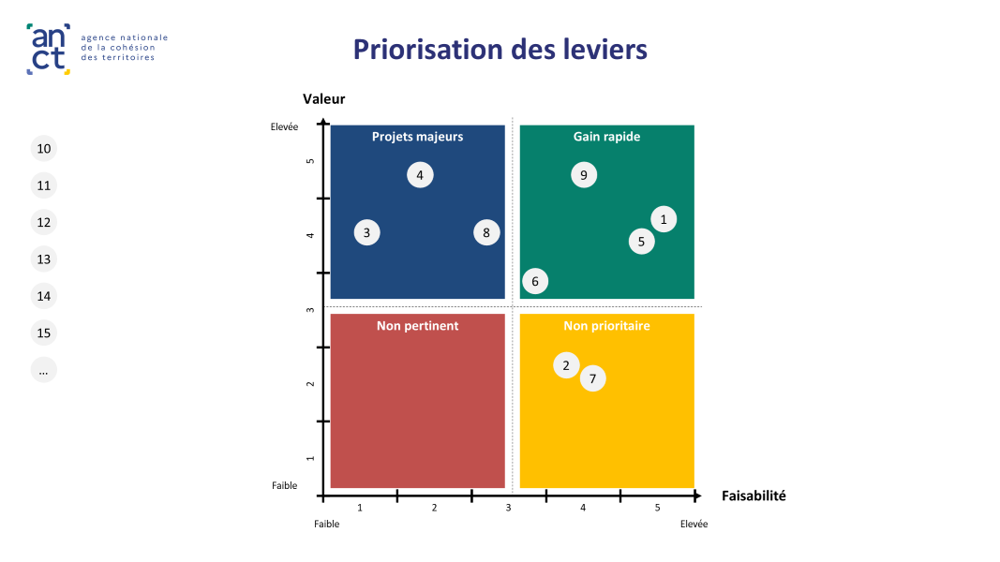 an
ct
agence nationale
de la cohésion
des territoires
Priorisation des leviers
Valeur
Elevée
Projets majeurs
Gain rapide
10
11
12
13
14
15
...
5
4
3
2
1
4
9
3
8
1
5
6
Non pertinent
Non prioritaire
2
7
Faible
Faisabilité
1
2
3
4
5
Faible
Elevée